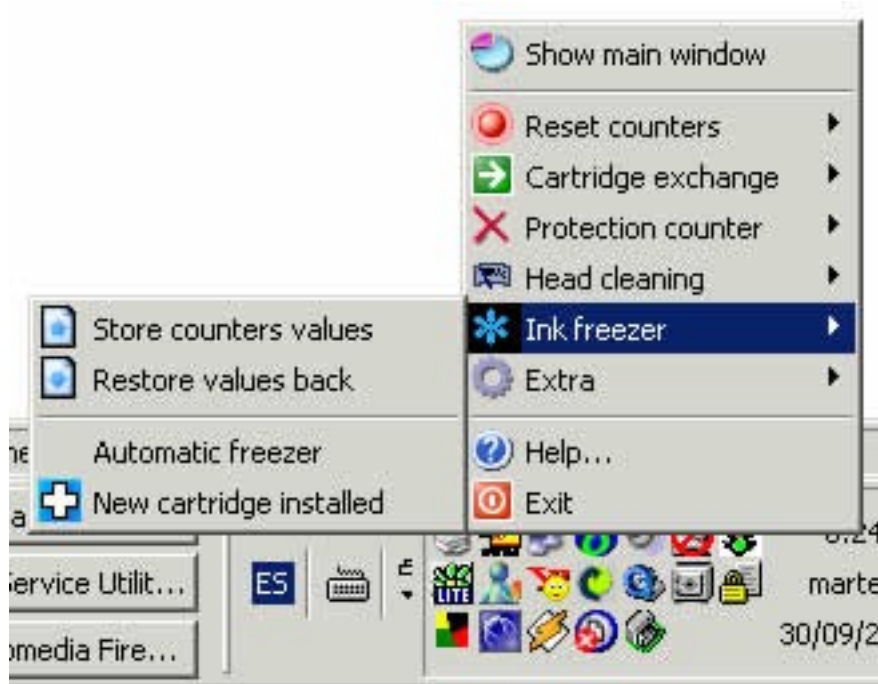 Show main window
Reset counters
Cartridge exchange
Protection counter
Head cleaning
Ink freezer
Extra
Help...
Exit
Store counters values
Restore values back
Automatic freezer
New cartridge installed
Service Utilit...
omedia Fire...
ES
LITE
marte
30/09/2